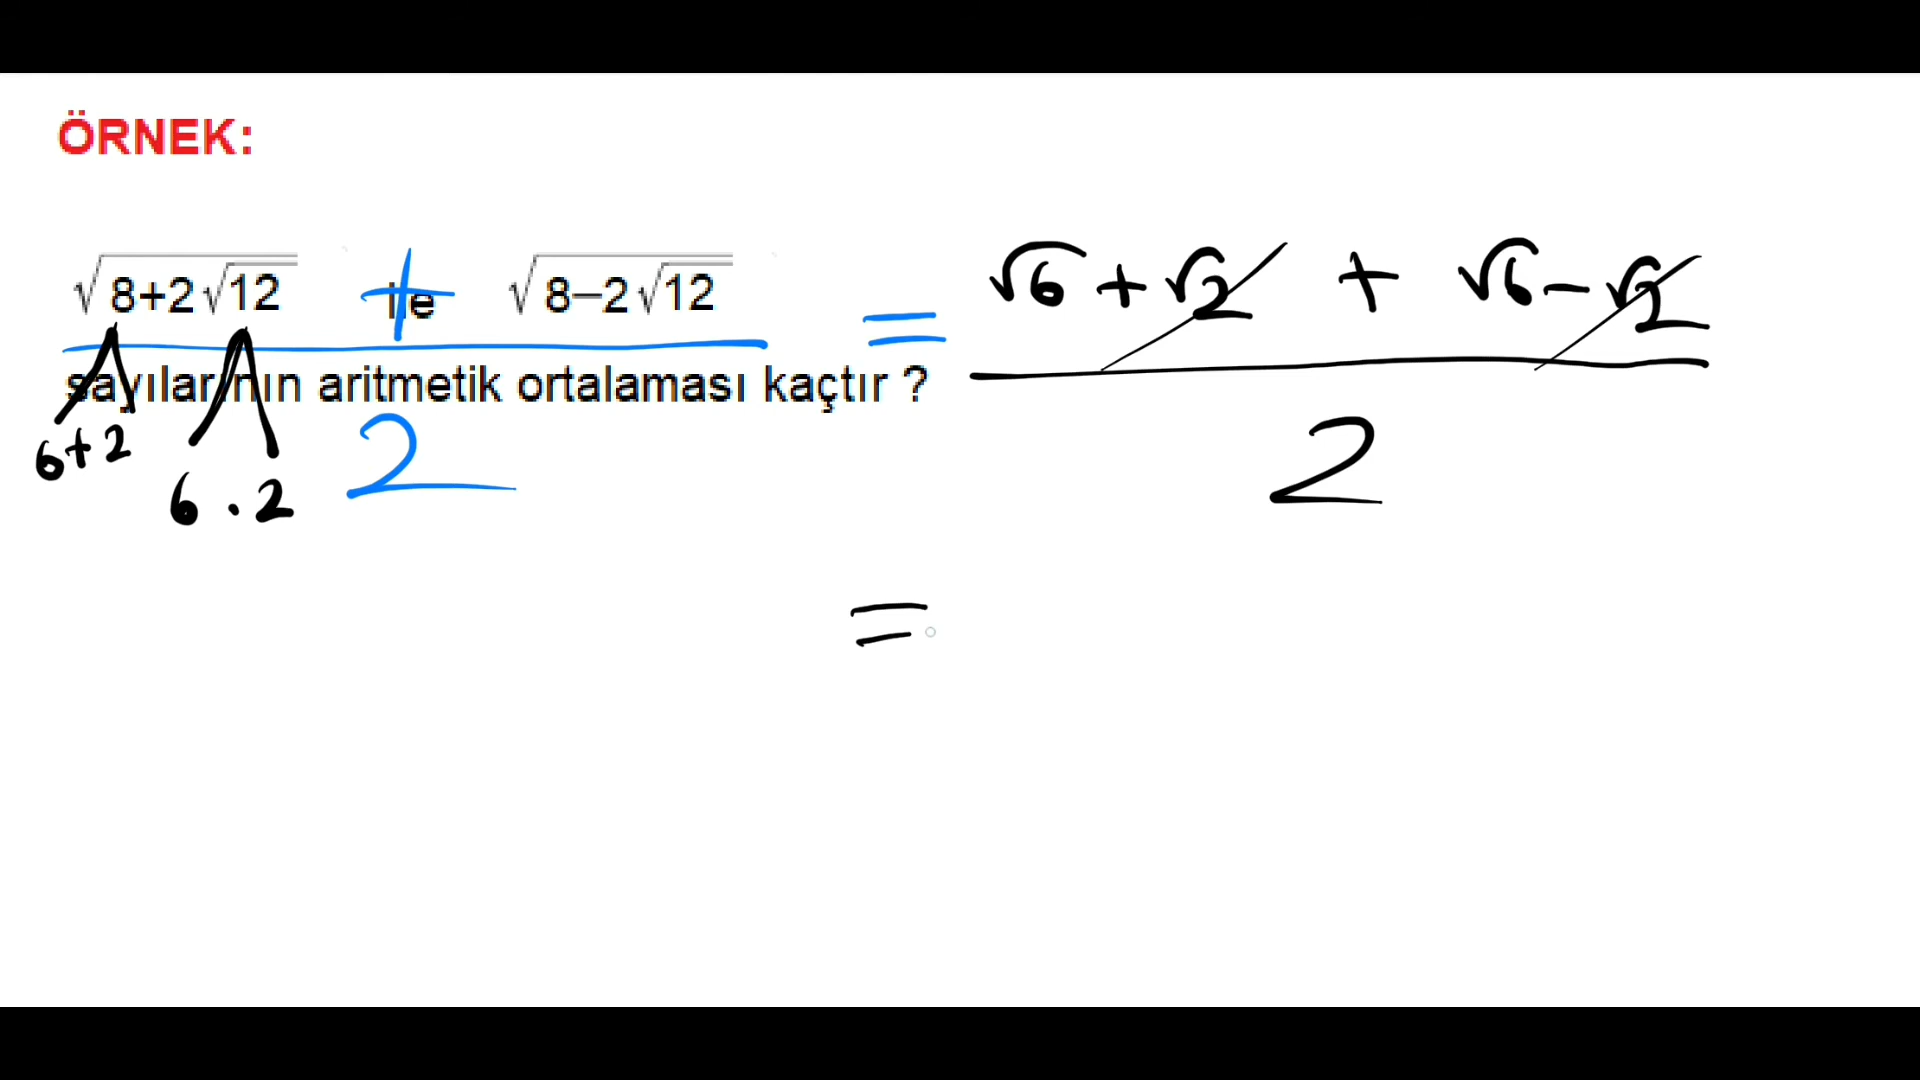 ÖRNEK:
√8+2√12 ile √8−2√12 = √6 + √2 + √6 − √2
sayılarının aritmetik ortalaması kaçtır ?
6+2 2 2
6 . 2
=